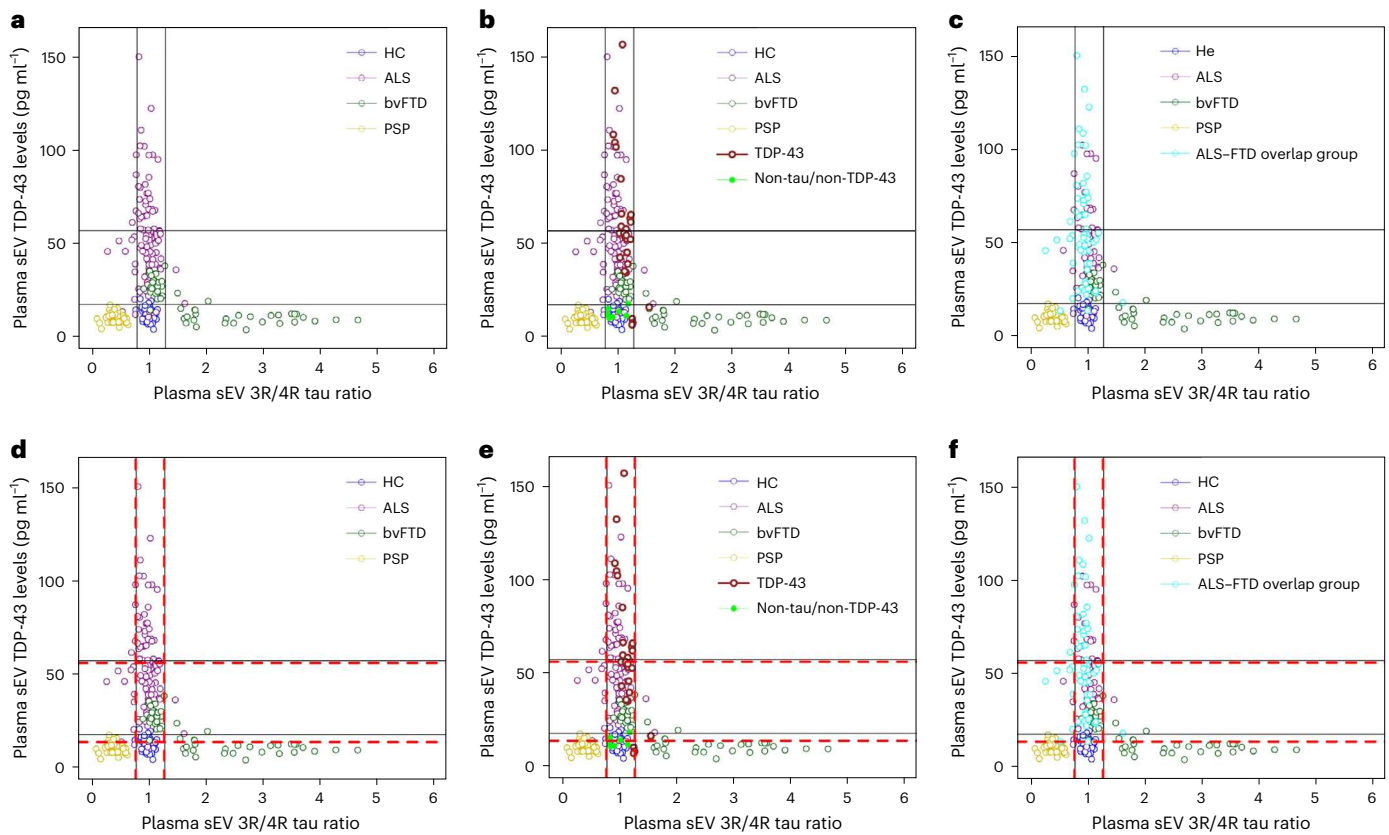 a
Plasma sEV TDP-43 levels (pg ml⁻¹)
150
100
50
0
0 1 2 3 4 5 6
Plasma sEV 3R/4R tau ratio
HC
ALS
bvFTD
PSP
b
Plasma sEV TDP-43 levels (pg ml⁻¹)
150
100
50
0
0 1 2 3 4 5 6
Plasma sEV 3R/4R tau ratio
HC
ALS
bvFTD
PSP
TDP-43
Non-tau/non-TDP-43
c
Plasma sEV TDP-43 levels (pg ml⁻¹)
150
100
50
0
0 1 2 3 4 5 6
Plasma sEV 3R/4R tau ratio
He
ALS
bvFTD
PSP
ALS–FTD overlap group
d
Plasma sEV TDP-43 levels (pg ml⁻¹)
150
100
50
0
0 1 2 3 4 5 6
Plasma sEV 3R/4R tau ratio
HC
ALS
bvFTD
PSP
e
Plasma sEV TDP-43 levels (pg ml⁻¹)
150
100
50
0
0 1 2 3 4 5 6
Plasma sEV 3R/4R tau ratio
HC
ALS
bvFTD
PSP
TDP-43
Non-tau/non-TDP-43
f
Plasma sEV TDP-43 levels (pg ml⁻¹)
150
100
50
0
0 1 2 3 4 5 6
Plasma sEV 3R/4R tau ratio
HC
ALS
bvFTD
PSP
ALS–FTD overlap group